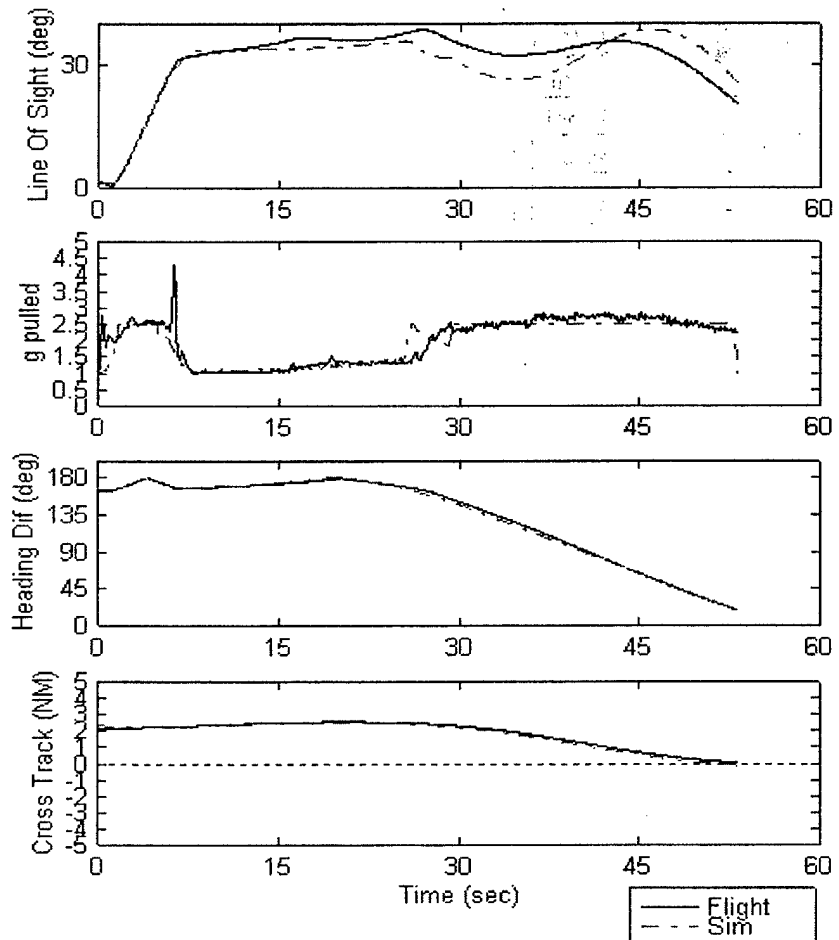 Line Of Sight (deg)
30
0
0 15 30 45 60
g pulled
5
4.5
4
3.5
3
2.5
2
1.5
1
0.5
0
0 15 30 45 60
Heading Dif (deg)
180
135
90
45
0
0 15 30 45 60
Cross Track (NM)
5
4
3
2
1
0
-1
-2
-3
-4
-5
0 15 30 45 60
Time (sec)
Flight
Sim